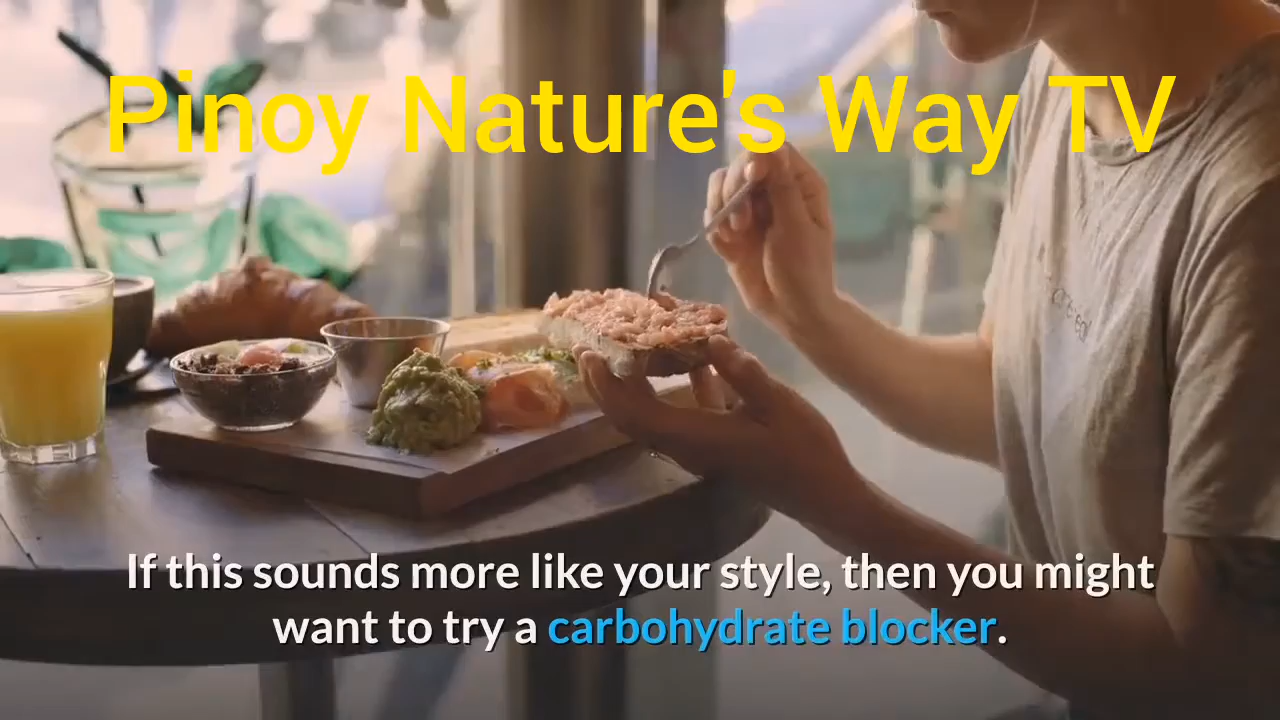 Pinoy Nature's Way TV
If this sounds more like your style, then you might
want to try a carbohydrate blocker.